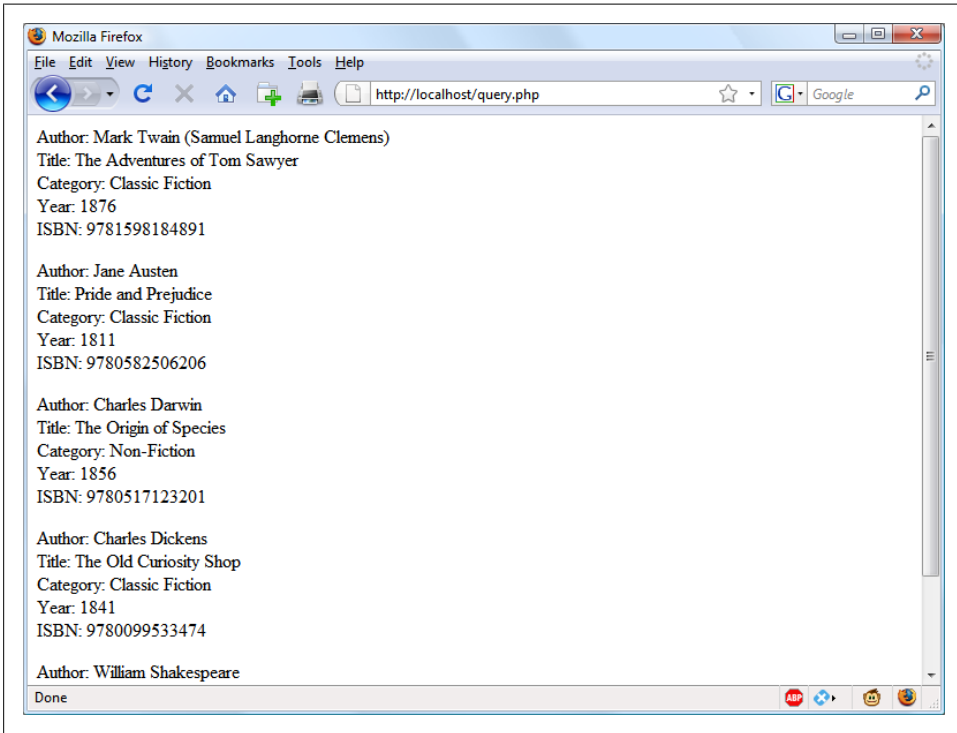 Mozilla Firefox
File Edit View History Bookmarks Tools Help
http://localhost/query.php
G Google
Author: Mark Twain (Samuel Langhorne Clemens)
Title: The Adventures of Tom Sawyer
Category: Classic Fiction
Year: 1876
ISBN: 9781598184891
Author: Jane Austen
Title: Pride and Prejudice
Category: Classic Fiction
Year: 1811
ISBN: 9780582506206
Author: Charles Darwin
Title: The Origin of Species
Category: Non-Fiction
Year: 1856
ISBN: 9780517123201
Author: Charles Dickens
Title: The Old Curiosity Shop
Category: Classic Fiction
Year: 1841
ISBN: 9780099533474
Author: William Shakespeare
Done
ABP